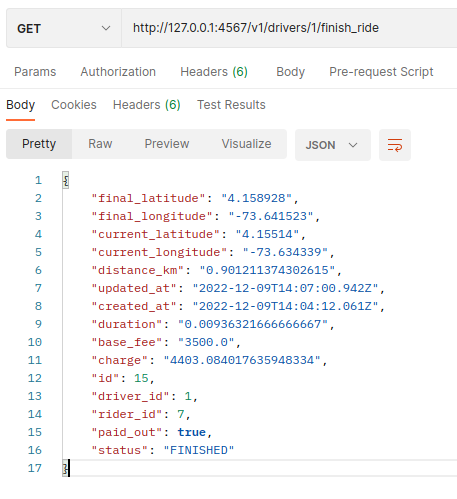 GET http://127.0.0.1:4567/v1/drivers/1/finish_ride
Params Authorization Headers (6) Body Pre-request Script
Body Cookies Headers (6) Test Results
Pretty Raw Preview Visualize JSON
1 {
2 "final_latitude": "4.158928",
3 "final_longitude": "-73.641523",
4 "current_latitude": "4.15514",
5 "current_longitude": "-73.634339",
6 "distance_km": "0.901211374302615",
7 "updated_at": "2022-12-09T14:07:00.942Z",
8 "created_at": "2022-12-09T14:04:12.061Z",
9 "duration": "0.00936321666666667",
10 "base_fee": "3500.0",
11 "charge": "4403.084017635948334",
12 "id": 15,
13 "driver_id": 1,
14 "rider_id": 7,
15 "paid_out": true,
16 "status": "FINISHED"
17 }